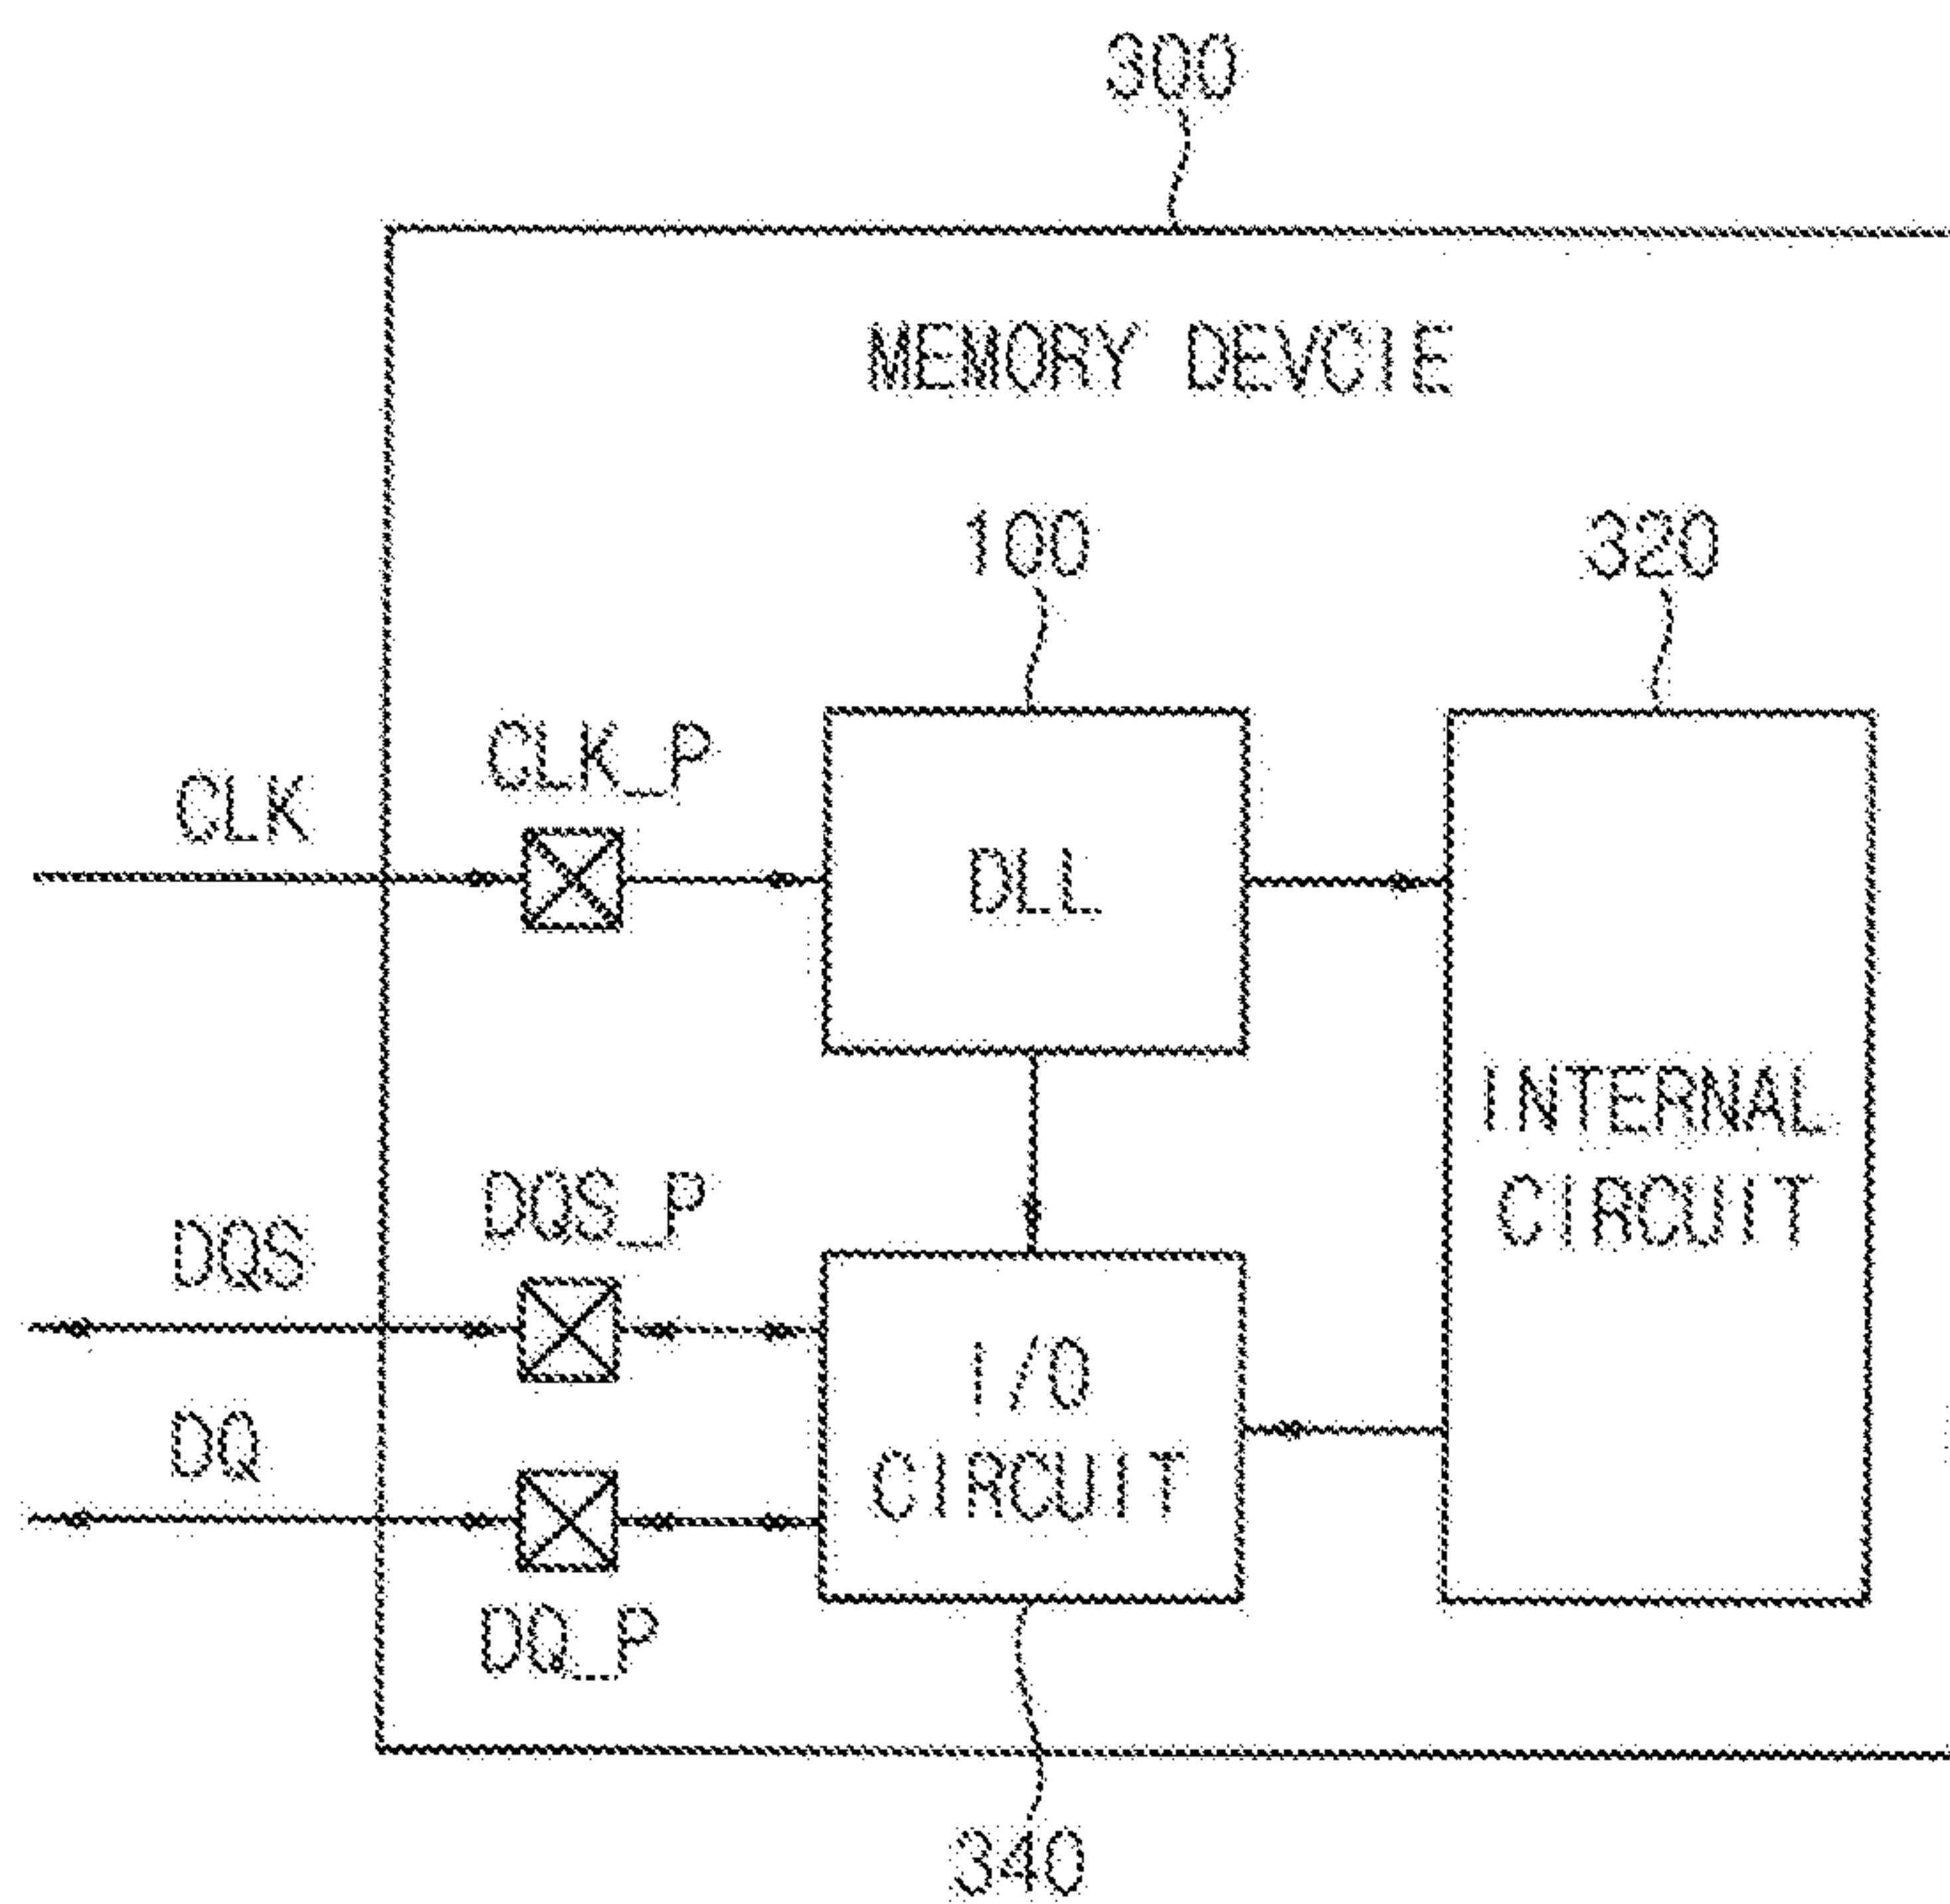 300
MEMORY DEVCIE
100
320
CLK
CLK_P
DLL
INTERNAL
CIRCUIT
DQS
DQS_P
I/O
CIRCUIT
DQ
DQ_P
340